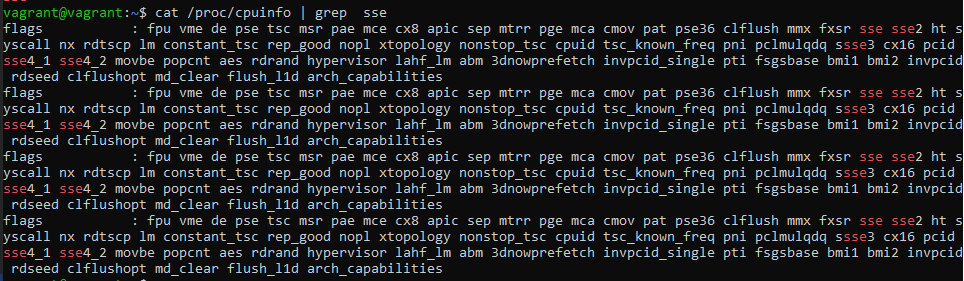 vagrant@vagrant:~$ cat /proc/cpuinfo | grep  sse
flags           : fpu vme de pse tsc msr pae mce cx8 apic sep mtrr pge mca cmov pat pse36 clflush mmx fxsr sse sse2 ht s
yscall nx rdtscp lm constant_tsc rep_good nopl xtopology nonstop_tsc cpuid tsc_known_freq pni pclmulqdq ssse3 cx16 pcid
sse4_1 sse4_2 movbe popcnt aes rdrand hypervisor lahf_lm abm 3dnowprefetch invpcid_single pti fsgsbase bmi1 bmi2 invpcid
 rdseed clflushopt md_clear flush_l1d arch_capabilities
flags           : fpu vme de pse tsc msr pae mce cx8 apic sep mtrr pge mca cmov pat pse36 clflush mmx fxsr sse sse2 ht s
yscall nx rdtscp lm constant_tsc rep_good nopl xtopology nonstop_tsc cpuid tsc_known_freq pni pclmulqdq ssse3 cx16 pcid
sse4_1 sse4_2 movbe popcnt aes rdrand hypervisor lahf_lm abm 3dnowprefetch invpcid_single pti fsgsbase bmi1 bmi2 invpcid
 rdseed clflushopt md_clear flush_l1d arch_capabilities
flags           : fpu vme de pse tsc msr pae mce cx8 apic sep mtrr pge mca cmov pat pse36 clflush mmx fxsr sse sse2 ht s
yscall nx rdtscp lm constant_tsc rep_good nopl xtopology nonstop_tsc cpuid tsc_known_freq pni pclmulqdq ssse3 cx16 pcid
sse4_1 sse4_2 movbe popcnt aes rdrand hypervisor lahf_lm abm 3dnowprefetch invpcid_single pti fsgsbase bmi1 bmi2 invpcid
 rdseed clflushopt md_clear flush_l1d arch_capabilities
flags           : fpu vme de pse tsc msr pae mce cx8 apic sep mtrr pge mca cmov pat pse36 clflush mmx fxsr sse sse2 ht s
yscall nx rdtscp lm constant_tsc rep_good nopl xtopology nonstop_tsc cpuid tsc_known_freq pni pclmulqdq ssse3 cx16 pcid
sse4_1 sse4_2 movbe popcnt aes rdrand hypervisor lahf_lm abm 3dnowprefetch invpcid_single pti fsgsbase bmi1 bmi2 invpcid
 rdseed clflushopt md_clear flush_l1d arch_capabilities